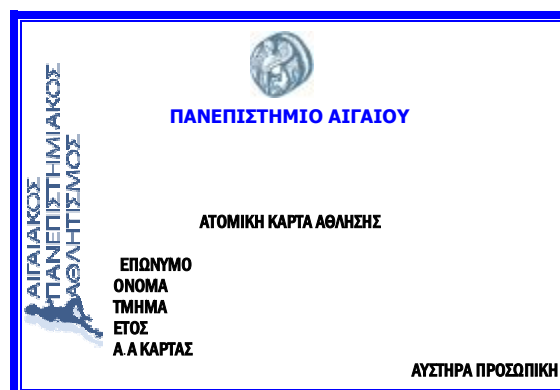 ΑΙΓΑΙΑΚΟΣ
ΠΑΝΕΠΙΣΤΗΜΙΑΚΟΣ
ΑΘΛΗΤΙΣΜΟΣ
ΠΑΝΕΠΙΣΤΗΜΙΟ ΑΙΓΑΙΟΥ
ΑΤΟΜΙΚΗ ΚΑΡΤΑ ΑΘΛΗΣΗΣ
ΕΠΩΝΥΜΟ
ΟΝΟΜΑ
ΤΜΗΜΑ
ΕΤΟΣ
Α.Α ΚΑΡΤΑΣ
ΑΥΣΤΗΡΑ ΠΡΟΣΩΠΙΚΗ